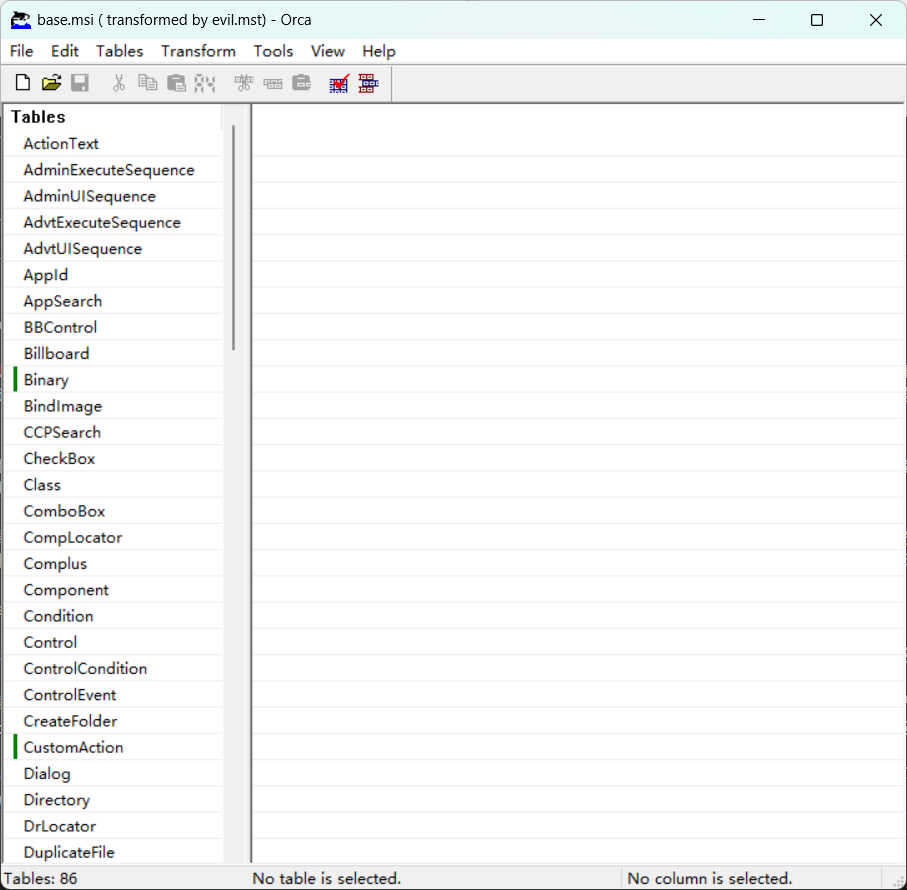 base.msi ( transformed by evil.mst) - Orca
File Edit Tables Transform Tools View Help
Tables
ActionText
AdminExecuteSequence
AdminUISequence
AdvtExecuteSequence
AdvtUISequence
AppId
AppSearch
BBControl
Billboard
Binary
BindImage
CCPSearch
CheckBox
Class
ComboBox
CompLocator
Complus
Component
Condition
Control
ControlCondition
ControlEvent
CreateFolder
CustomAction
Dialog
Directory
DrLocator
DuplicateFile
Tables: 86 No table is selected. No column is selected.